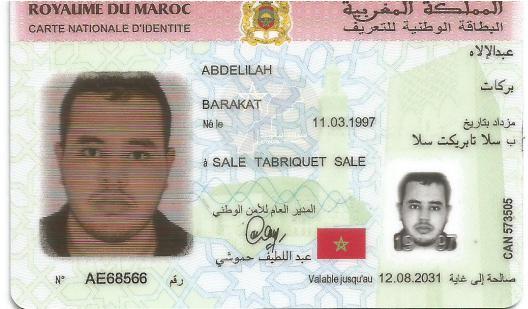 ROYAUME DU MAROC
المملكة المغربية
CARTE NATIONALE D'IDENTITE
البطاقة الوطنية للتعريف
عبدالإلاه
ABDELILAH
بركات
BARAKAT
مزداد بتاريخ
Né le 11.03.1997
ب سلا تابريكت سلا
à SALE TABRIQUET SALE
المدير العام للأمن الوطني
عبد اللطيف حموشي
CAN 573505
N° AE68566 رقم
Valable jusqu'au 12.08.2031 صالحة إلى غاية